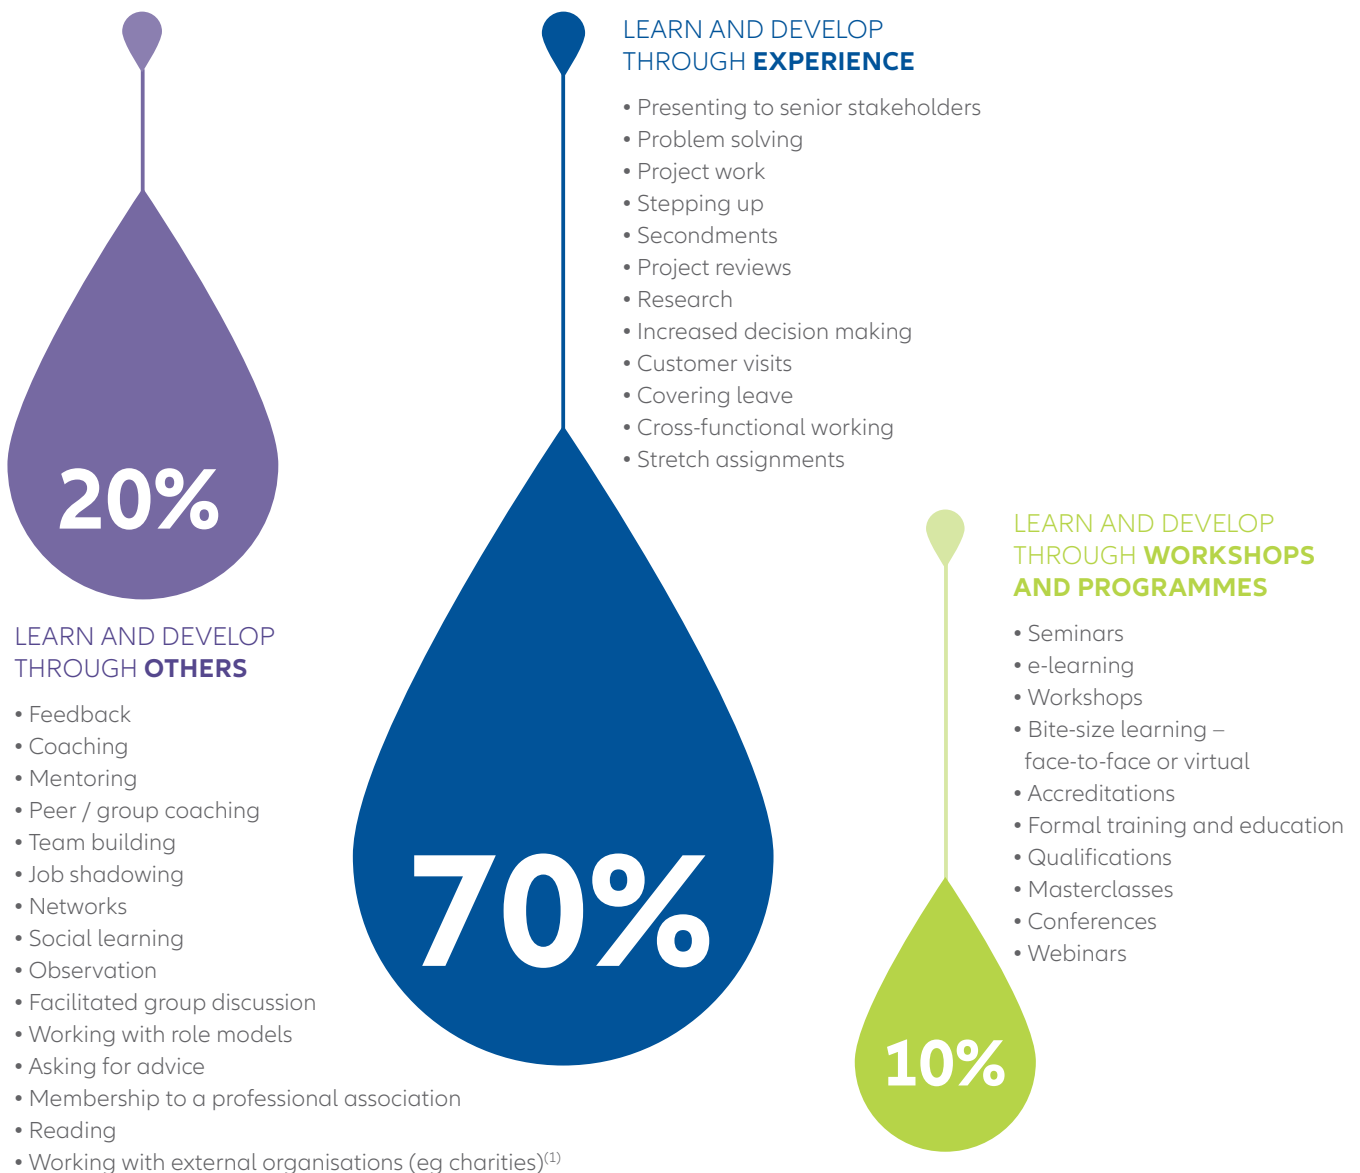 20%
LEARN AND DEVELOP
THROUGH OTHERS
• Feedback
• Coaching
• Mentoring
• Peer / group coaching
• Team building
• Job shadowing
• Networks
• Social learning
• Observation
• Facilitated group discussion
• Working with role models
• Asking for advice
• Membership to a professional association
• Reading
• Working with external organisations (eg charities)(1)
LEARN AND DEVELOP
THROUGH EXPERIENCE
• Presenting to senior stakeholders
• Problem solving
• Project work
• Stepping up
• Secondments
• Project reviews
• Research
• Increased decision making
• Customer visits
• Covering leave
• Cross-functional working
• Stretch assignments
70%
LEARN AND DEVELOP
THROUGH WORKSHOPS
AND PROGRAMMES
• Seminars
• e-learning
• Workshops
• Bite-size learning –
face-to-face or virtual
• Accreditations
• Formal training and education
• Qualifications
• Masterclasses
• Conferences
• Webinars
10%